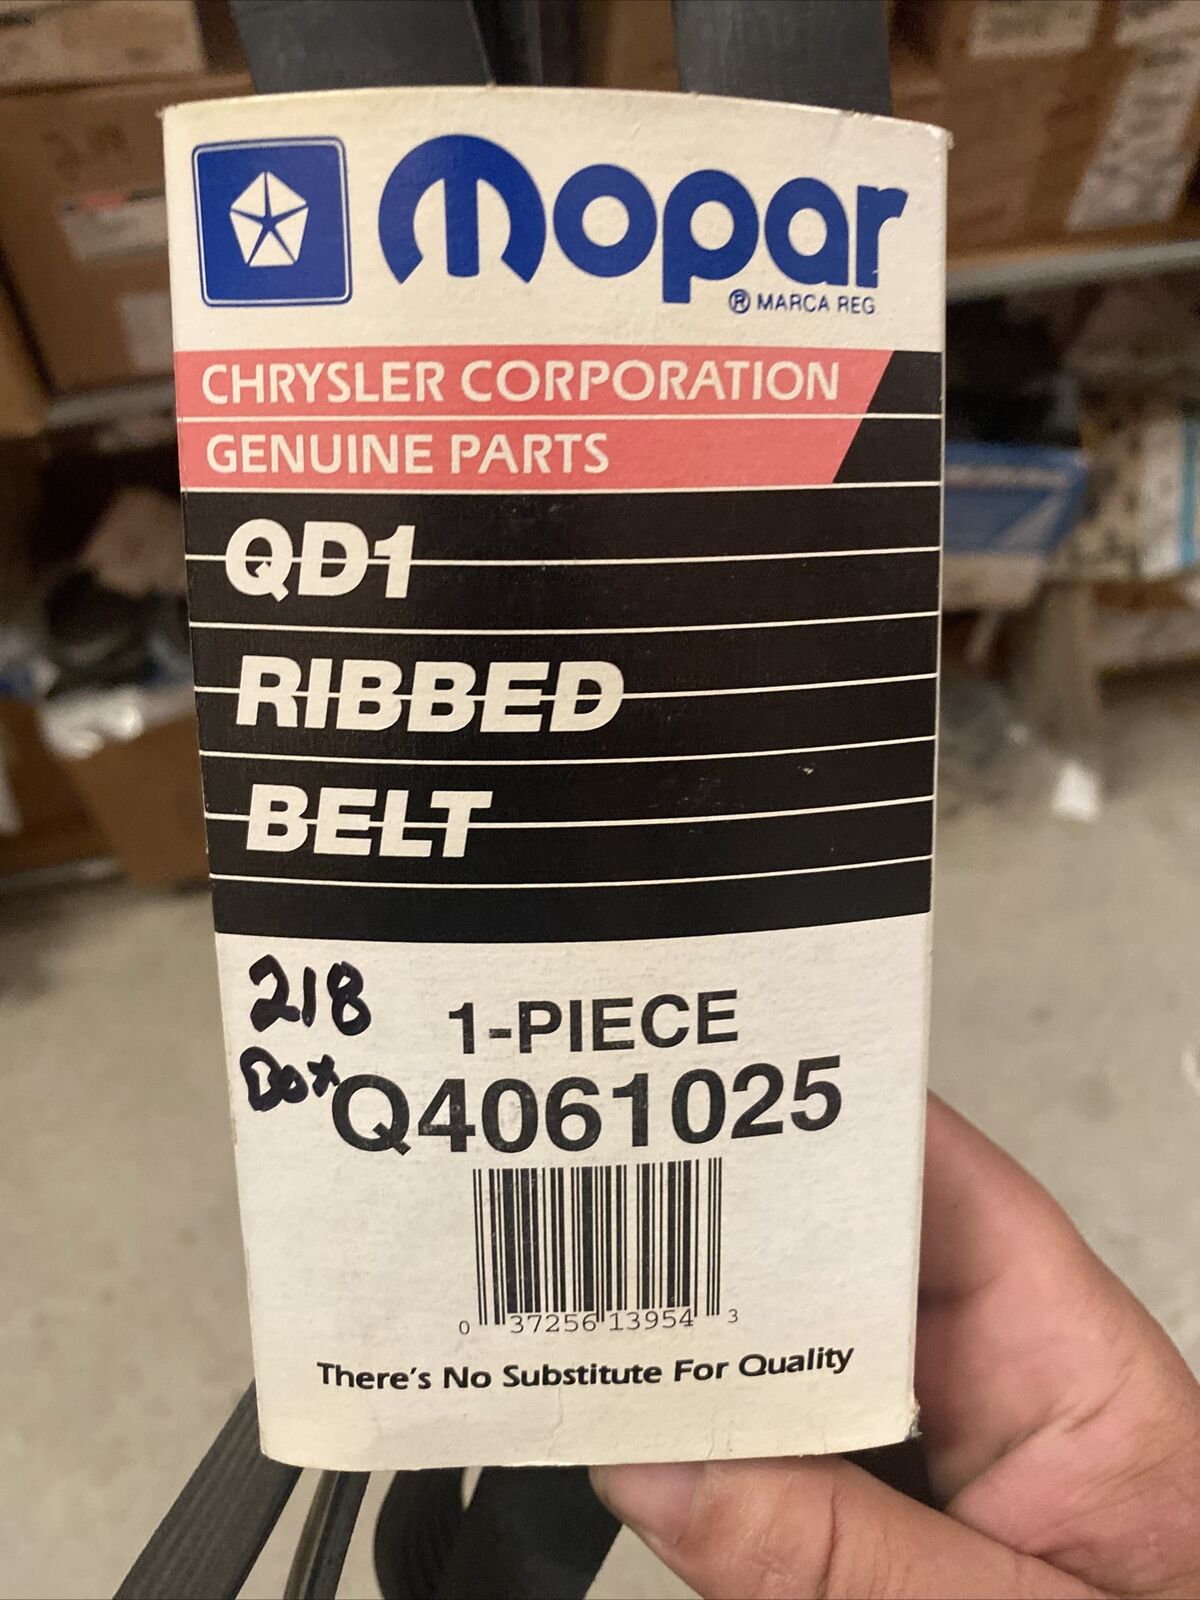 Mopar
® MARCA REG
CHRYSLER CORPORATION
GENUINE PARTS
QD1
RIBBED
BELT
218
1-PIECE
Box
Q4061025
0 37256 13954 3
There's No Substitute For Quality